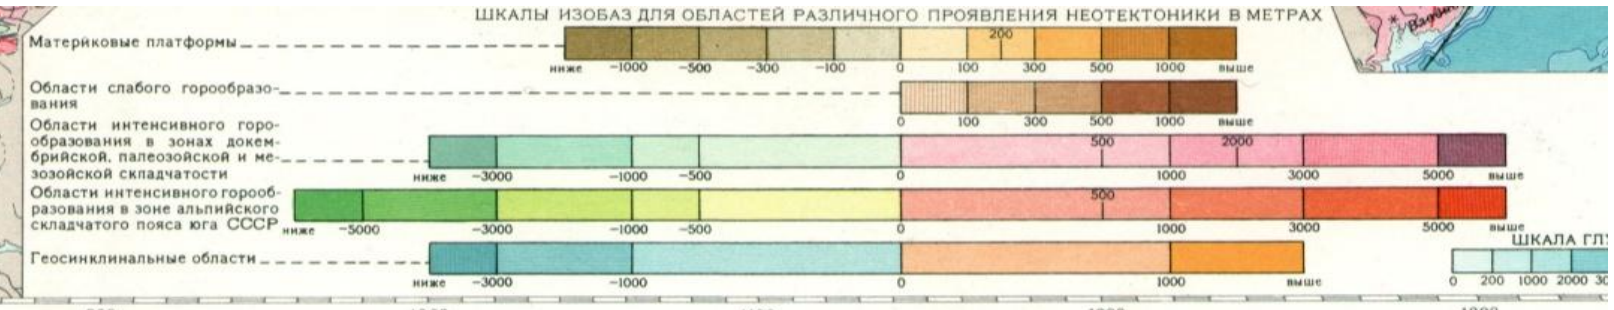 ШКАЛЫ ИЗОБАЗ ДЛЯ ОБЛАСТЕЙ РАЗЛИЧНОГО ПРОЯВЛЕНИЯ НЕОТЕКТОНИКИ В МЕТРАХ
Материковые платформы
200
ниже -1000 -500 -300 -100 0 100 300 500 1000 выше
Области слабого горообразо-
вания
0 100 300 500 1000 выше
Области интенсивного горо-
образования в зонах докем-
брийской, палеозойской и ме-
зозойской складчатости
500 2000
ниже -3000 -1000 -500 0 1000 3000 5000 выше
Области интенсивного горооб-
разования в зоне альпийского
складчатого пояса юга СССР
500
ниже -5000 -3000 -1000 -500 0 1000 3000 5000 выше
Геосинклинальные области
ниже -3000 -1000 0 1000 выше
ШКАЛА
0 200 1000 2000